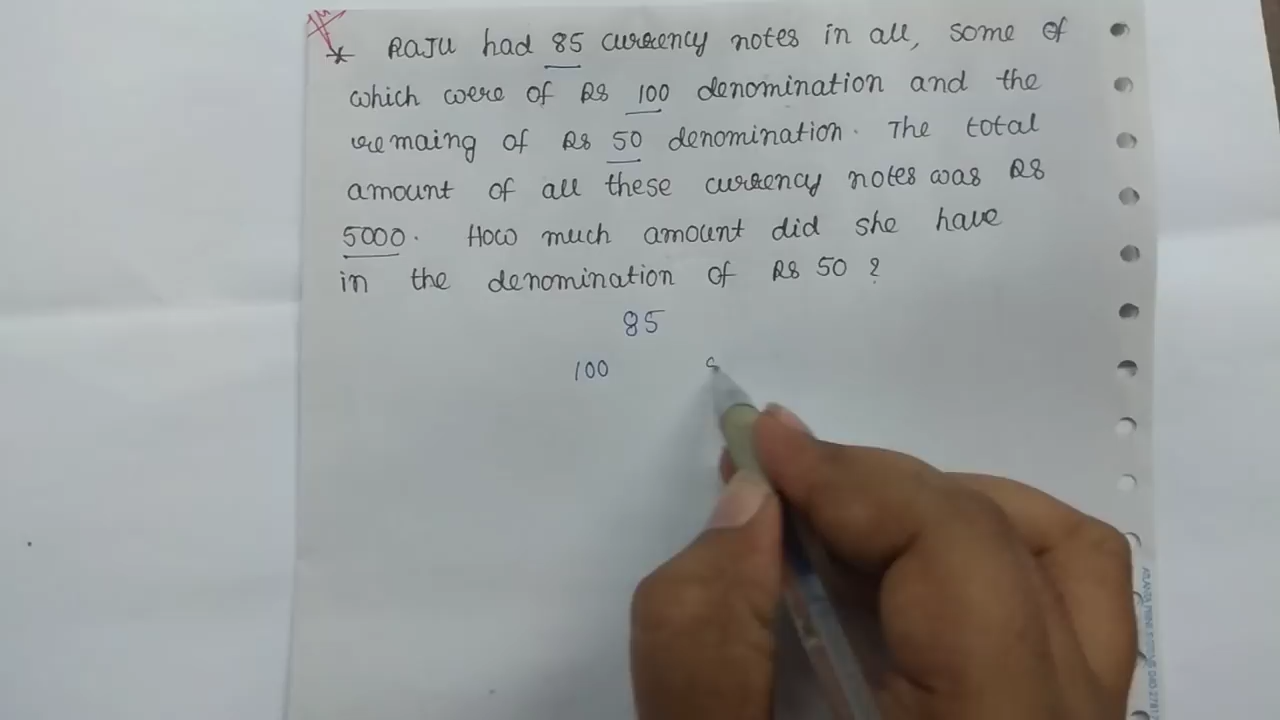 * RAJU had 85 currency notes in all, some of
which were of Rs 100 denomination and the
remaing of Rs 50 denomination. The total
amount of all these currency notes was Rs
5000. How much amount did she have
in the denomination of Rs 50 ?
85
100